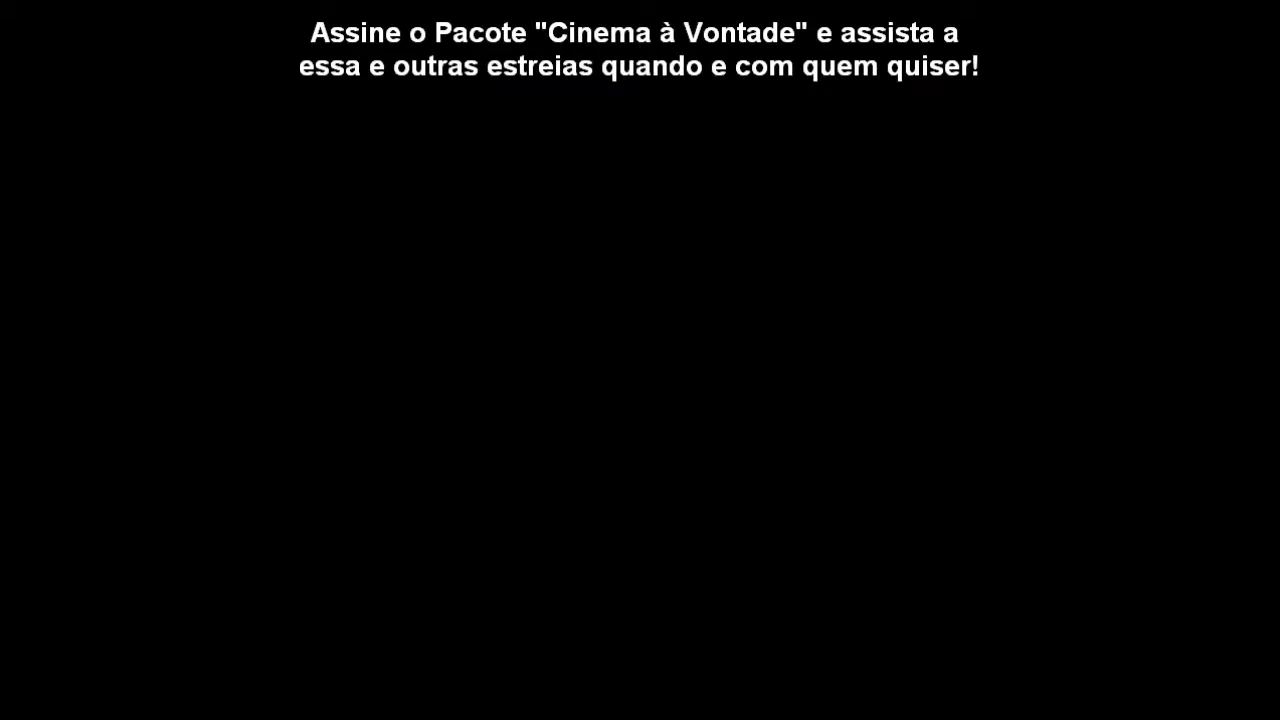 Assine o Pacote "Cinema à Vontade" e assista a
essa e outras estreias quando e com quem quiser!